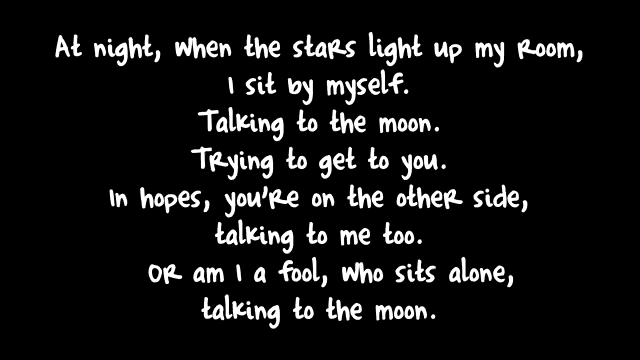 At night, when the stars light up my room,
I sit by myself.
Talking to the moon.
Trying to get to you.
In hopes, you're on the other side,
talking to me too.
Or am I a fool, who sits alone,
talking to the moon.